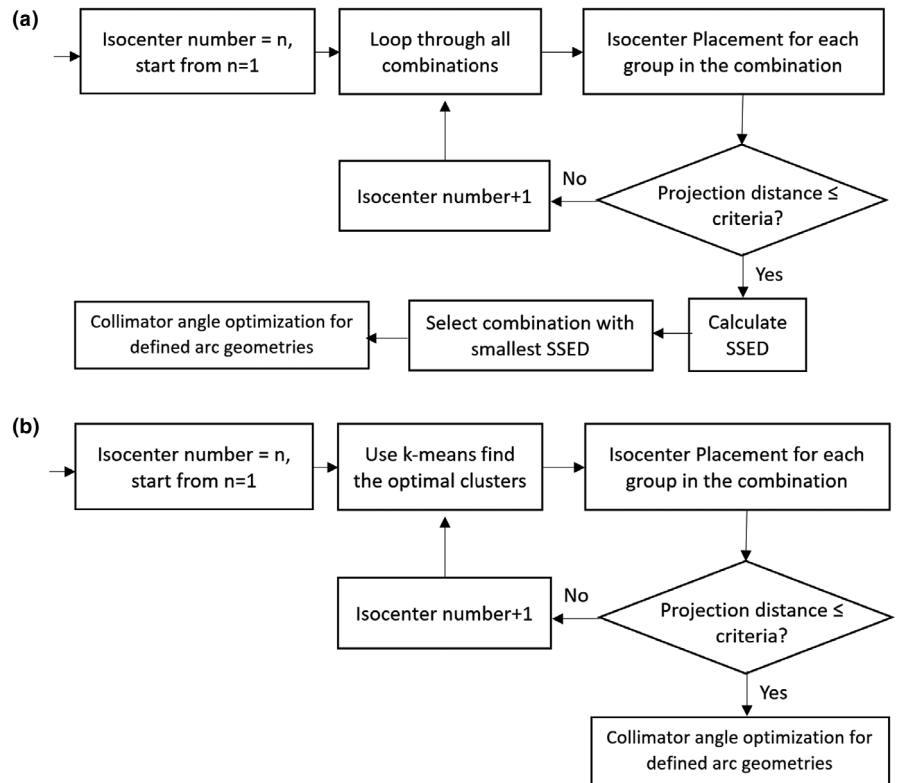 (a)
Isocenter number = n,
start from n=1
Loop through all
combinations
Isocenter Placement for each
group in the combination
Isocenter number+1
No
Projection distance ≤
criteria?
Yes
Collimator angle optimization for
defined arc geometries
Select combination with
smallest SSED
Calculate
SSED
(b)
Isocenter number = n,
start from n=1
Use k-means find
the optimal clusters
Isocenter Placement for each
group in the combination
Isocenter number+1
No
Projection distance ≤
criteria?
Yes
Collimator angle optimization for
defined arc geometries